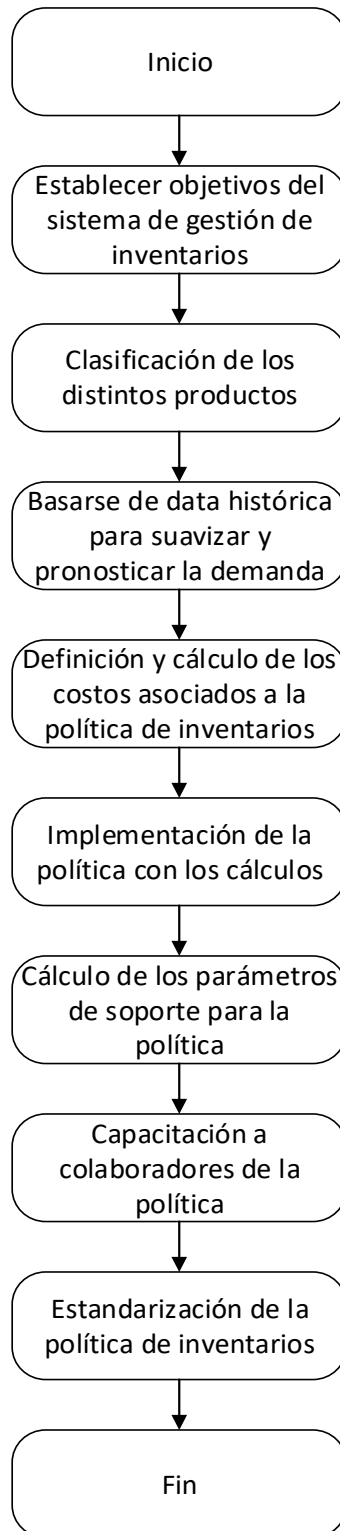 Inicio
Establecer objetivos del
sistema de gestión de
inventarios
Clasificación de los
distintos productos
Basarse de data histórica
para suavizar y
pronosticar la demanda
Definición y cálculo de los
costos asociados a la
política de inventarios
Implementación de la
política con los cálculos
Cálculo de los parámetros
de soporte para la
política
Capacitación a
colaboradores de la
política
Estandarización de la
política de inventarios
Fin